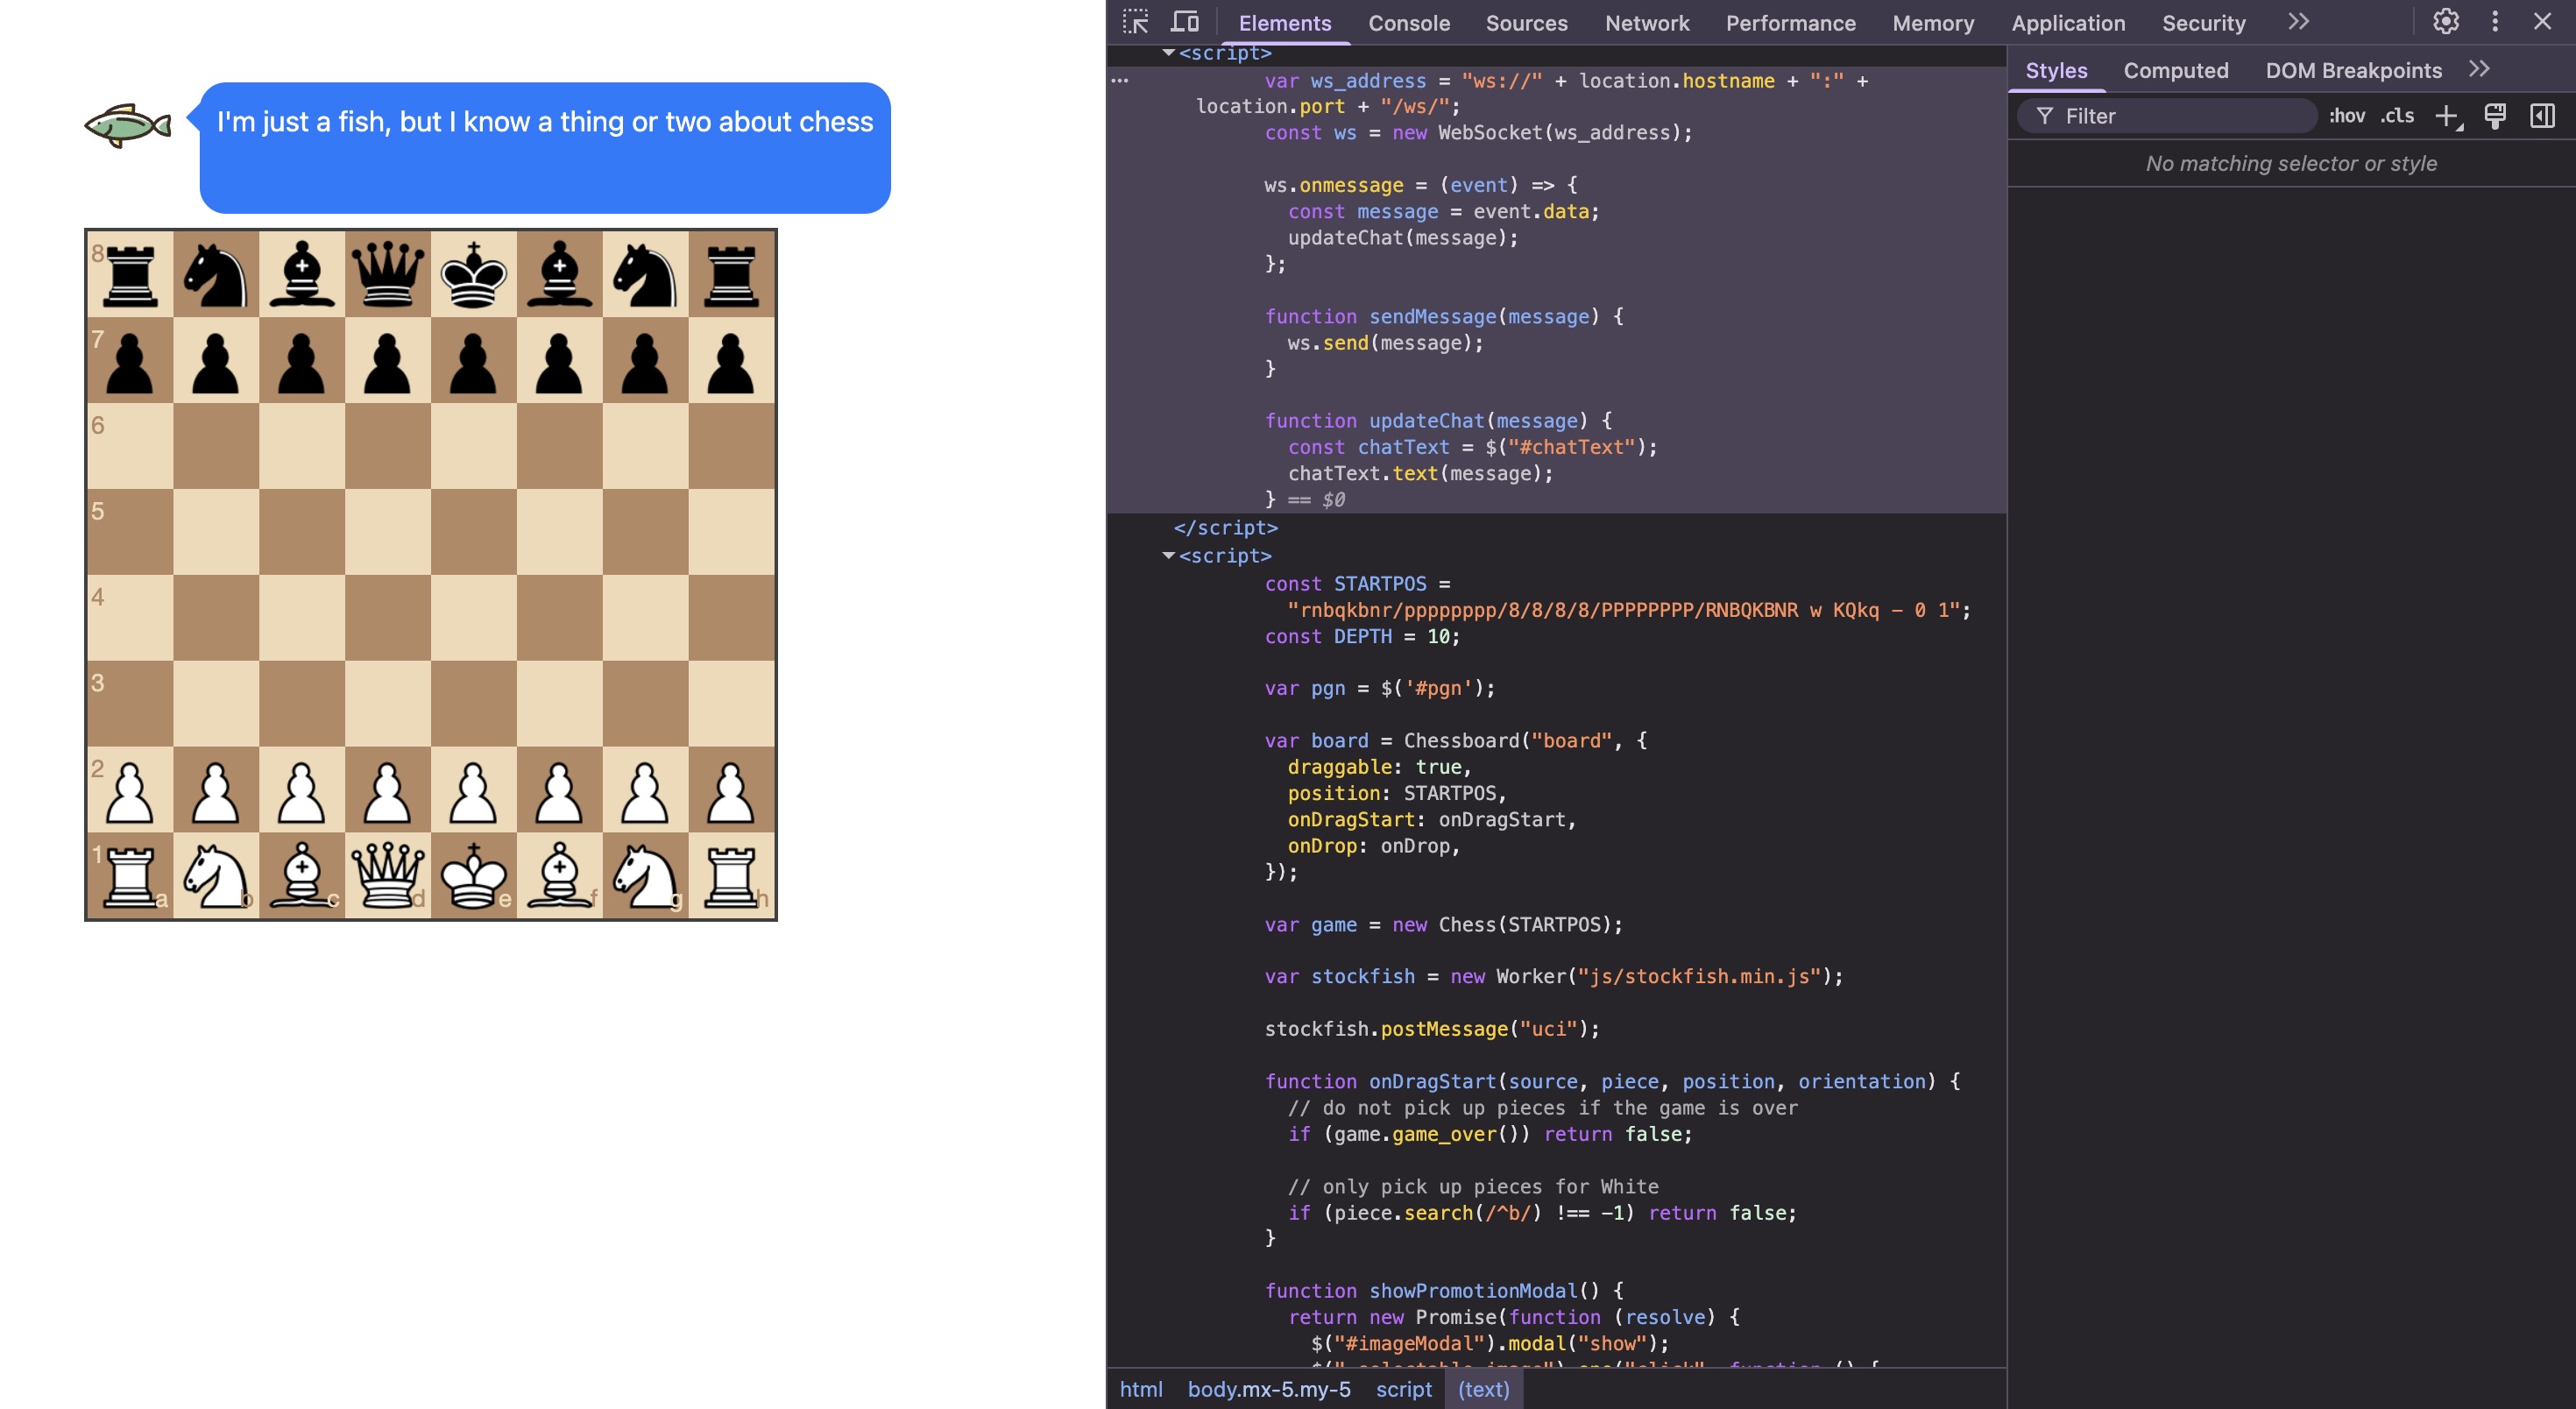 I'm just a fish, but I know a thing or two about chess
8
7
6
5
4
3
2
1
a b c d e f g h
Elements Console Sources Network Performance Memory Application Security
<script>
var ws_address = "ws://" + location.hostname + ":" +
location.port + "/ws/";
const ws = new WebSocket(ws_address);
ws.onmessage = (event) => {
const message = event.data;
updateChat(message);
};
function sendMessage(message) {
ws.send(message);
}
function updateChat(message) {
const chatText = $("#chatText");
chatText.text(message);
} == $0
</script>
<script>
const STARTPOS =
"rnbqkbnr/pppppppp/8/8/8/8/PPPPPPPP/RNBQKBNR w KQkq - 0 1";
const DEPTH = 10;
var pgn = $('#pgn');
var board = Chessboard("board", {
draggable: true,
position: STARTPOS,
onDragStart: onDragStart,
onDrop: onDrop,
});
var game = new Chess(STARTPOS);
var stockfish = new Worker("js/stockfish.min.js");
stockfish.postMessage("uci");
function onDragStart(source, piece, position, orientation) {
// do not pick up pieces if the game is over
if (game.game_over()) return false;
// only pick up pieces for White
if (piece.search(/^b/) !== -1) return false;
}
function showPromotionModal() {
return new Promise(function (resolve) {
$("#imageModal").modal("show");
html body.mx-5.my-5 script (text)
Styles Computed DOM Breakpoints
Filter :hov .cls
No matching selector or style